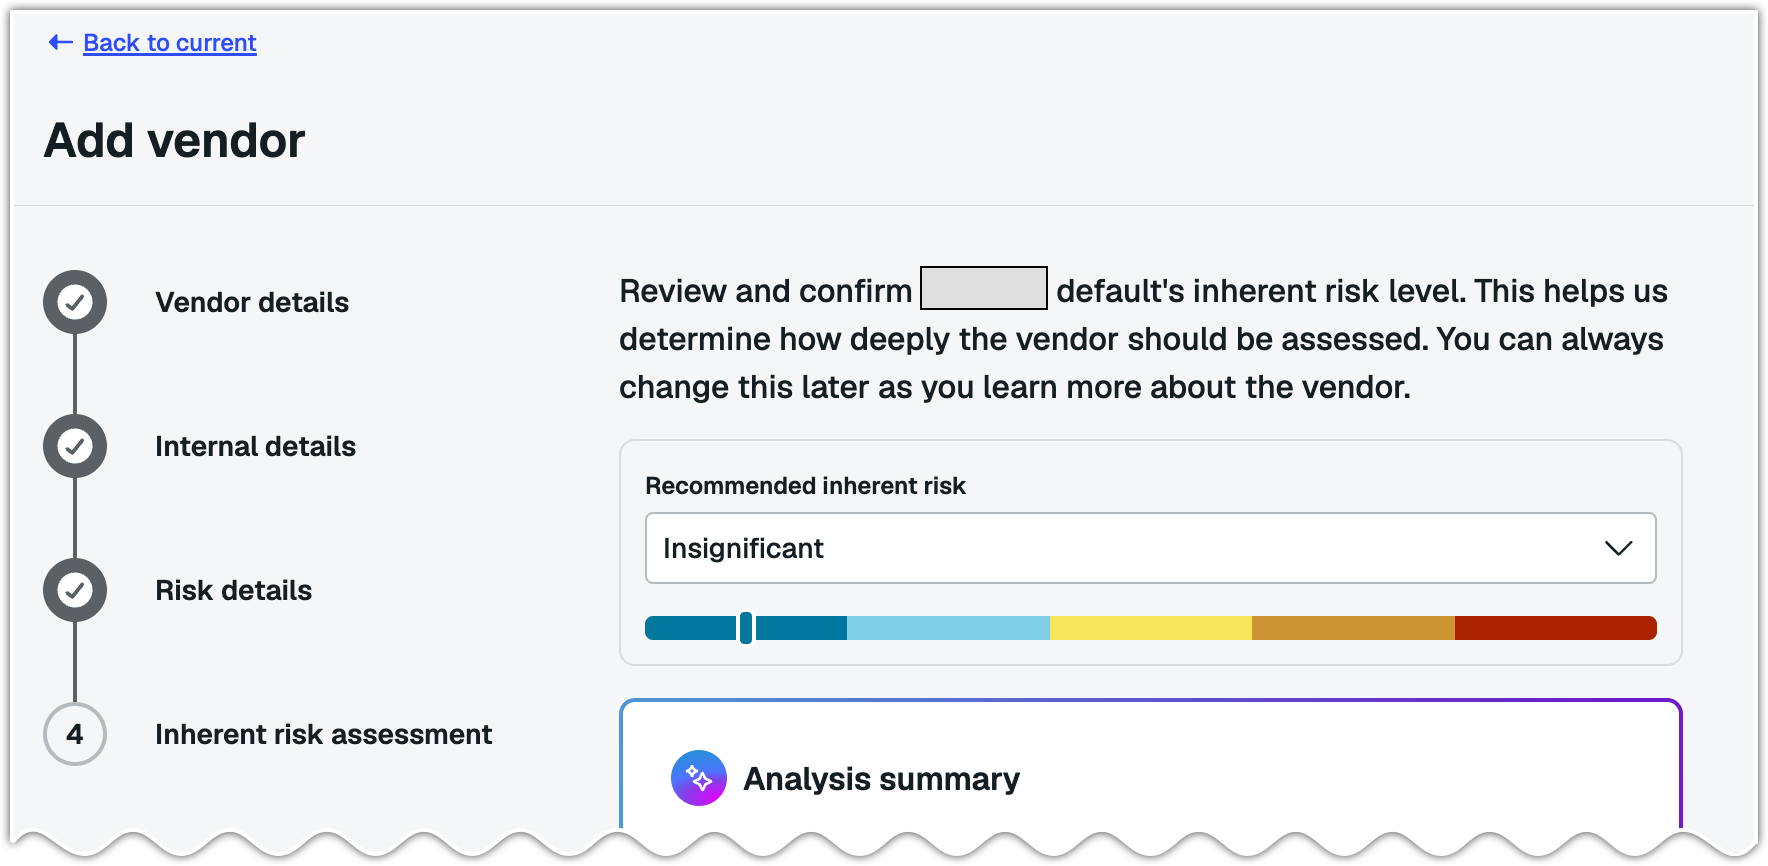 Back to current
Add vendor
Vendor details
Internal details
Risk details
4 Inherent risk assessment
Review and confirm default's inherent risk level. This helps us
determine how deeply the vendor should be assessed. You can always
change this later as you learn more about the vendor.
Recommended inherent risk
Insignificant
Analysis summary